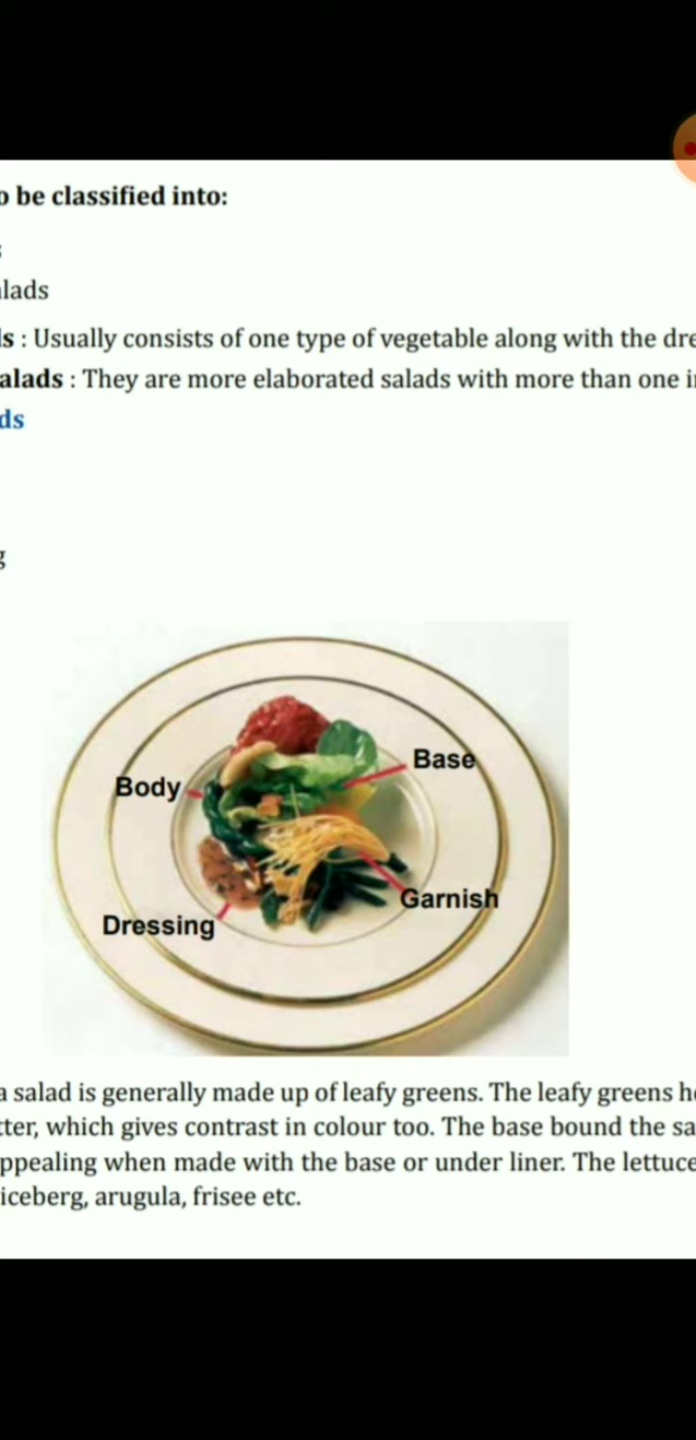 o be classified into:
s
alads
ls : Usually consists of one type of vegetable along with the dre
alads : They are more elaborated salads with more than one i
ds
g
Base
Body
Garnish
Dressing
a salad is generally made up of leafy greens. The leafy greens h
tter, which gives contrast in colour too. The base bound the sa
ppealing when made with the base or under liner. The lettuce
iceberg, arugula, frisee etc.